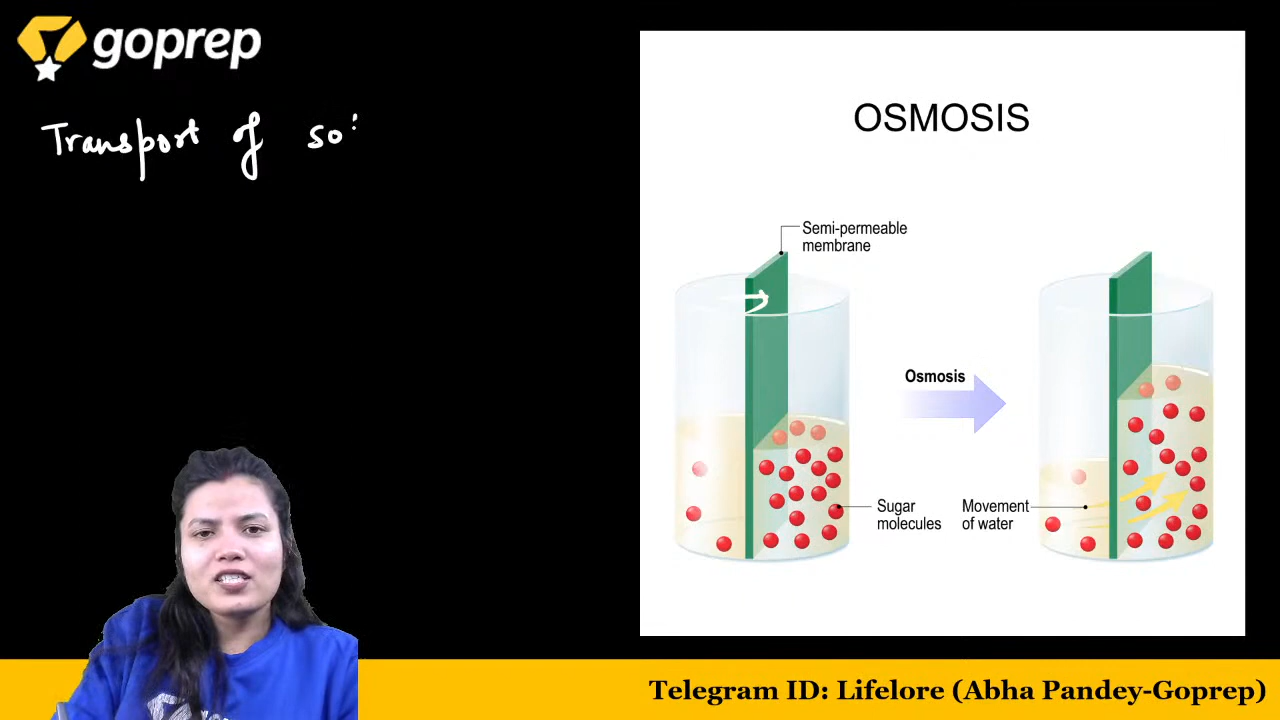 goprep
Transport of so
OSMOSIS
Semi-permeable
membrane
Osmosis
Sugar
molecules
Movement
of water
Telegram ID: Lifelore (Abha Pandey-Goprep)